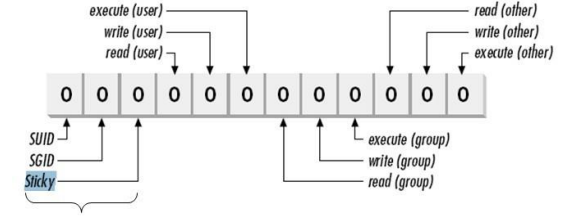 execute (user)
write (user)
read (user)
read (other)
write (other)
execute (other)
0 0 0 0 0 0 0 0 0 0 0 0
SUID
SGID
Sticky
execute (group)
write (group)
read (group)